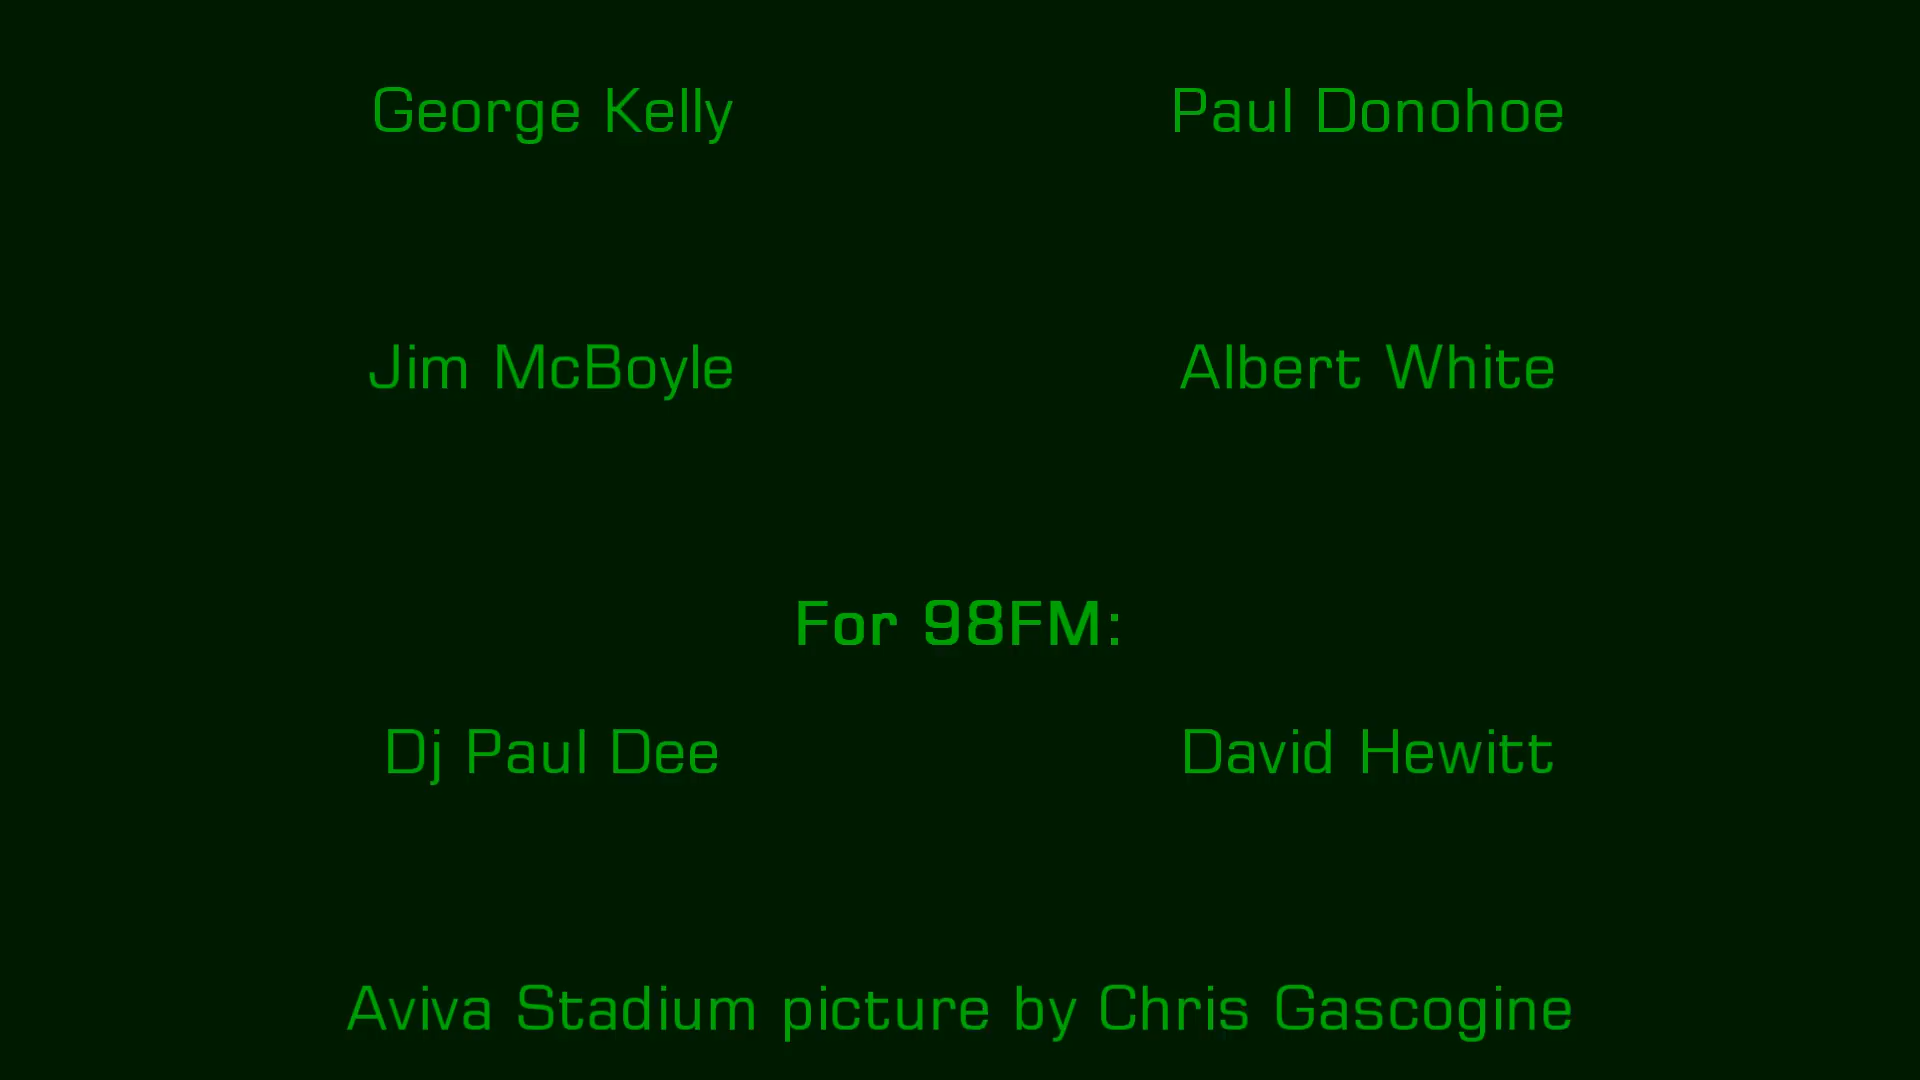 George Kelly Paul Donohoe
Jim McBoyle Albert White
For 98FM:
Dj Paul Dee David Hewitt
Aviva Stadium picture by Chris Gascogine